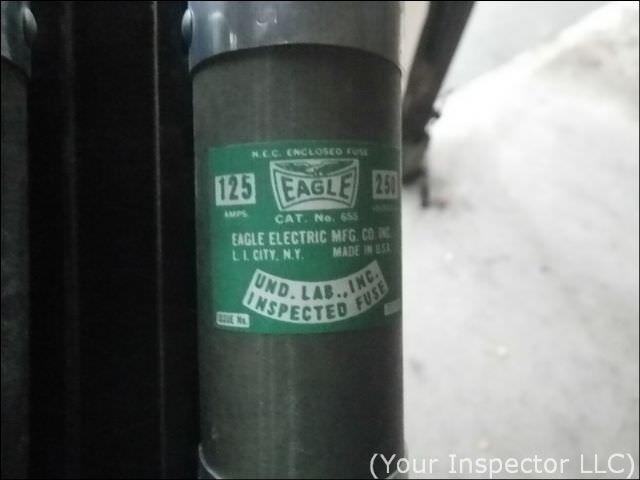 N.E.C. ENCLOSED FUSE
125 EAGLE 250
AMPS.
CAT. No. 655
EAGLE ELECTRIC MFG. CO. INC.
L. I. CITY, N.Y. MADE IN U.S.A.
UND. LAB., INC.
INSPECTED FUSE
ISSUE No.
(Your Inspector LLC)